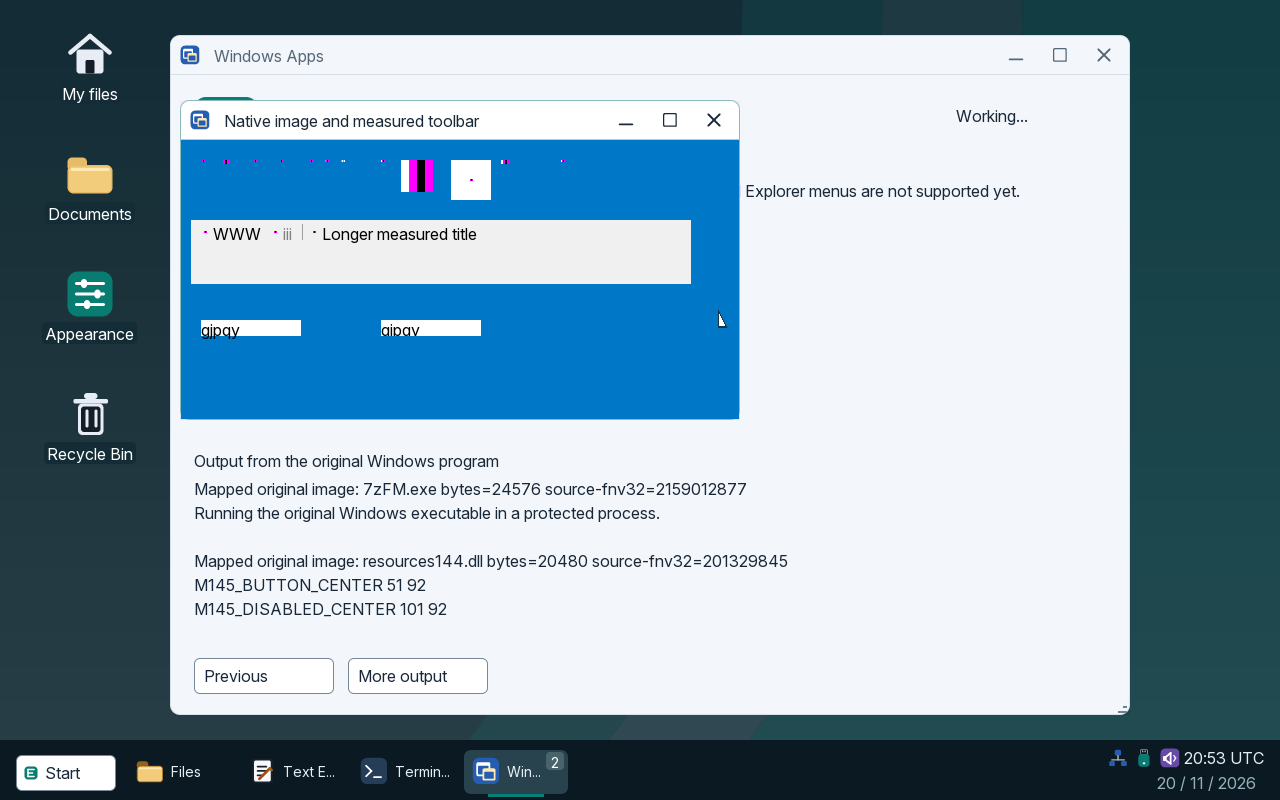 My files
Documents
Appearance
Recycle Bin
Windows Apps
Working...
Native image and measured toolbar
Explorer menus are not supported yet.
WWW iii Longer measured title
gjpqy gjpqy
Output from the original Windows program
Mapped original image: 7zFM.exe bytes=24576 source-fnv32=2159012877
Running the original Windows executable in a protected process.
Mapped original image: resources144.dll bytes=20480 source-fnv32=201329845
M145_BUTTON_CENTER 51 92
M145_DISABLED_CENTER 101 92
Previous More output
Start Files Text E... Termin... Win... 2 20:53 UTC
20 / 11 / 2026